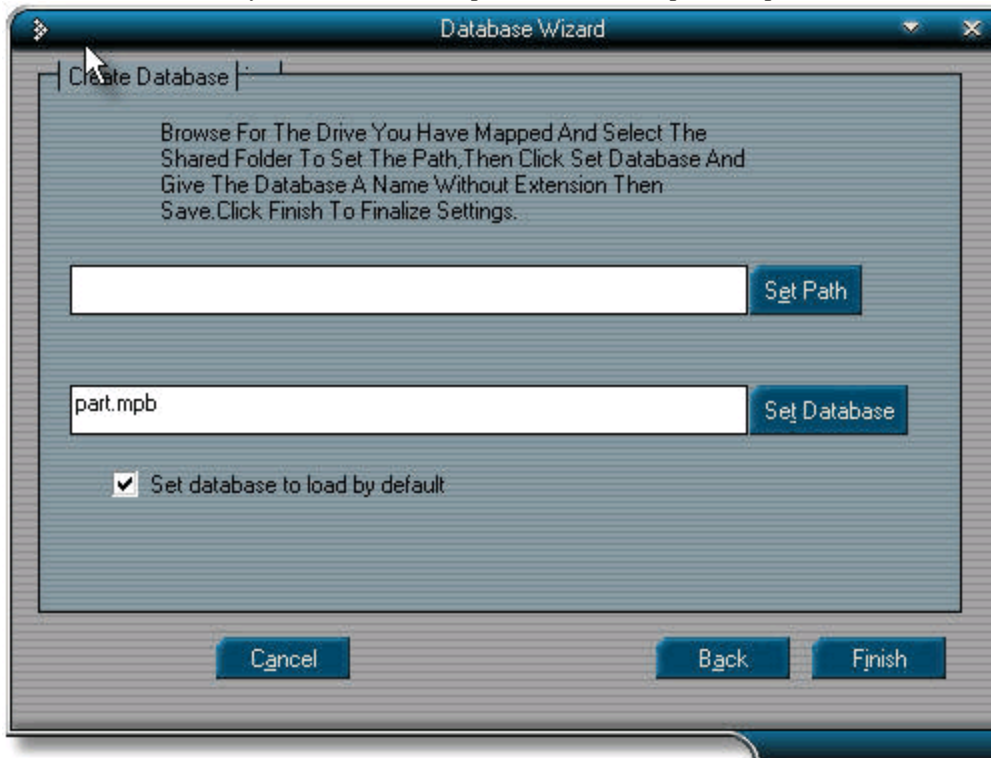 Database Wizard
Create Database
Browse For The Drive You Have Mapped And Select The
Shared Folder To Set The Path,Then Click Set Database And
Give The Database A Name Without Extension Then
Save.Click Finish To Finalize Settings.
Set Path
part.mpb
Set Database
Set database to load by default
Cancel
Back
Finish